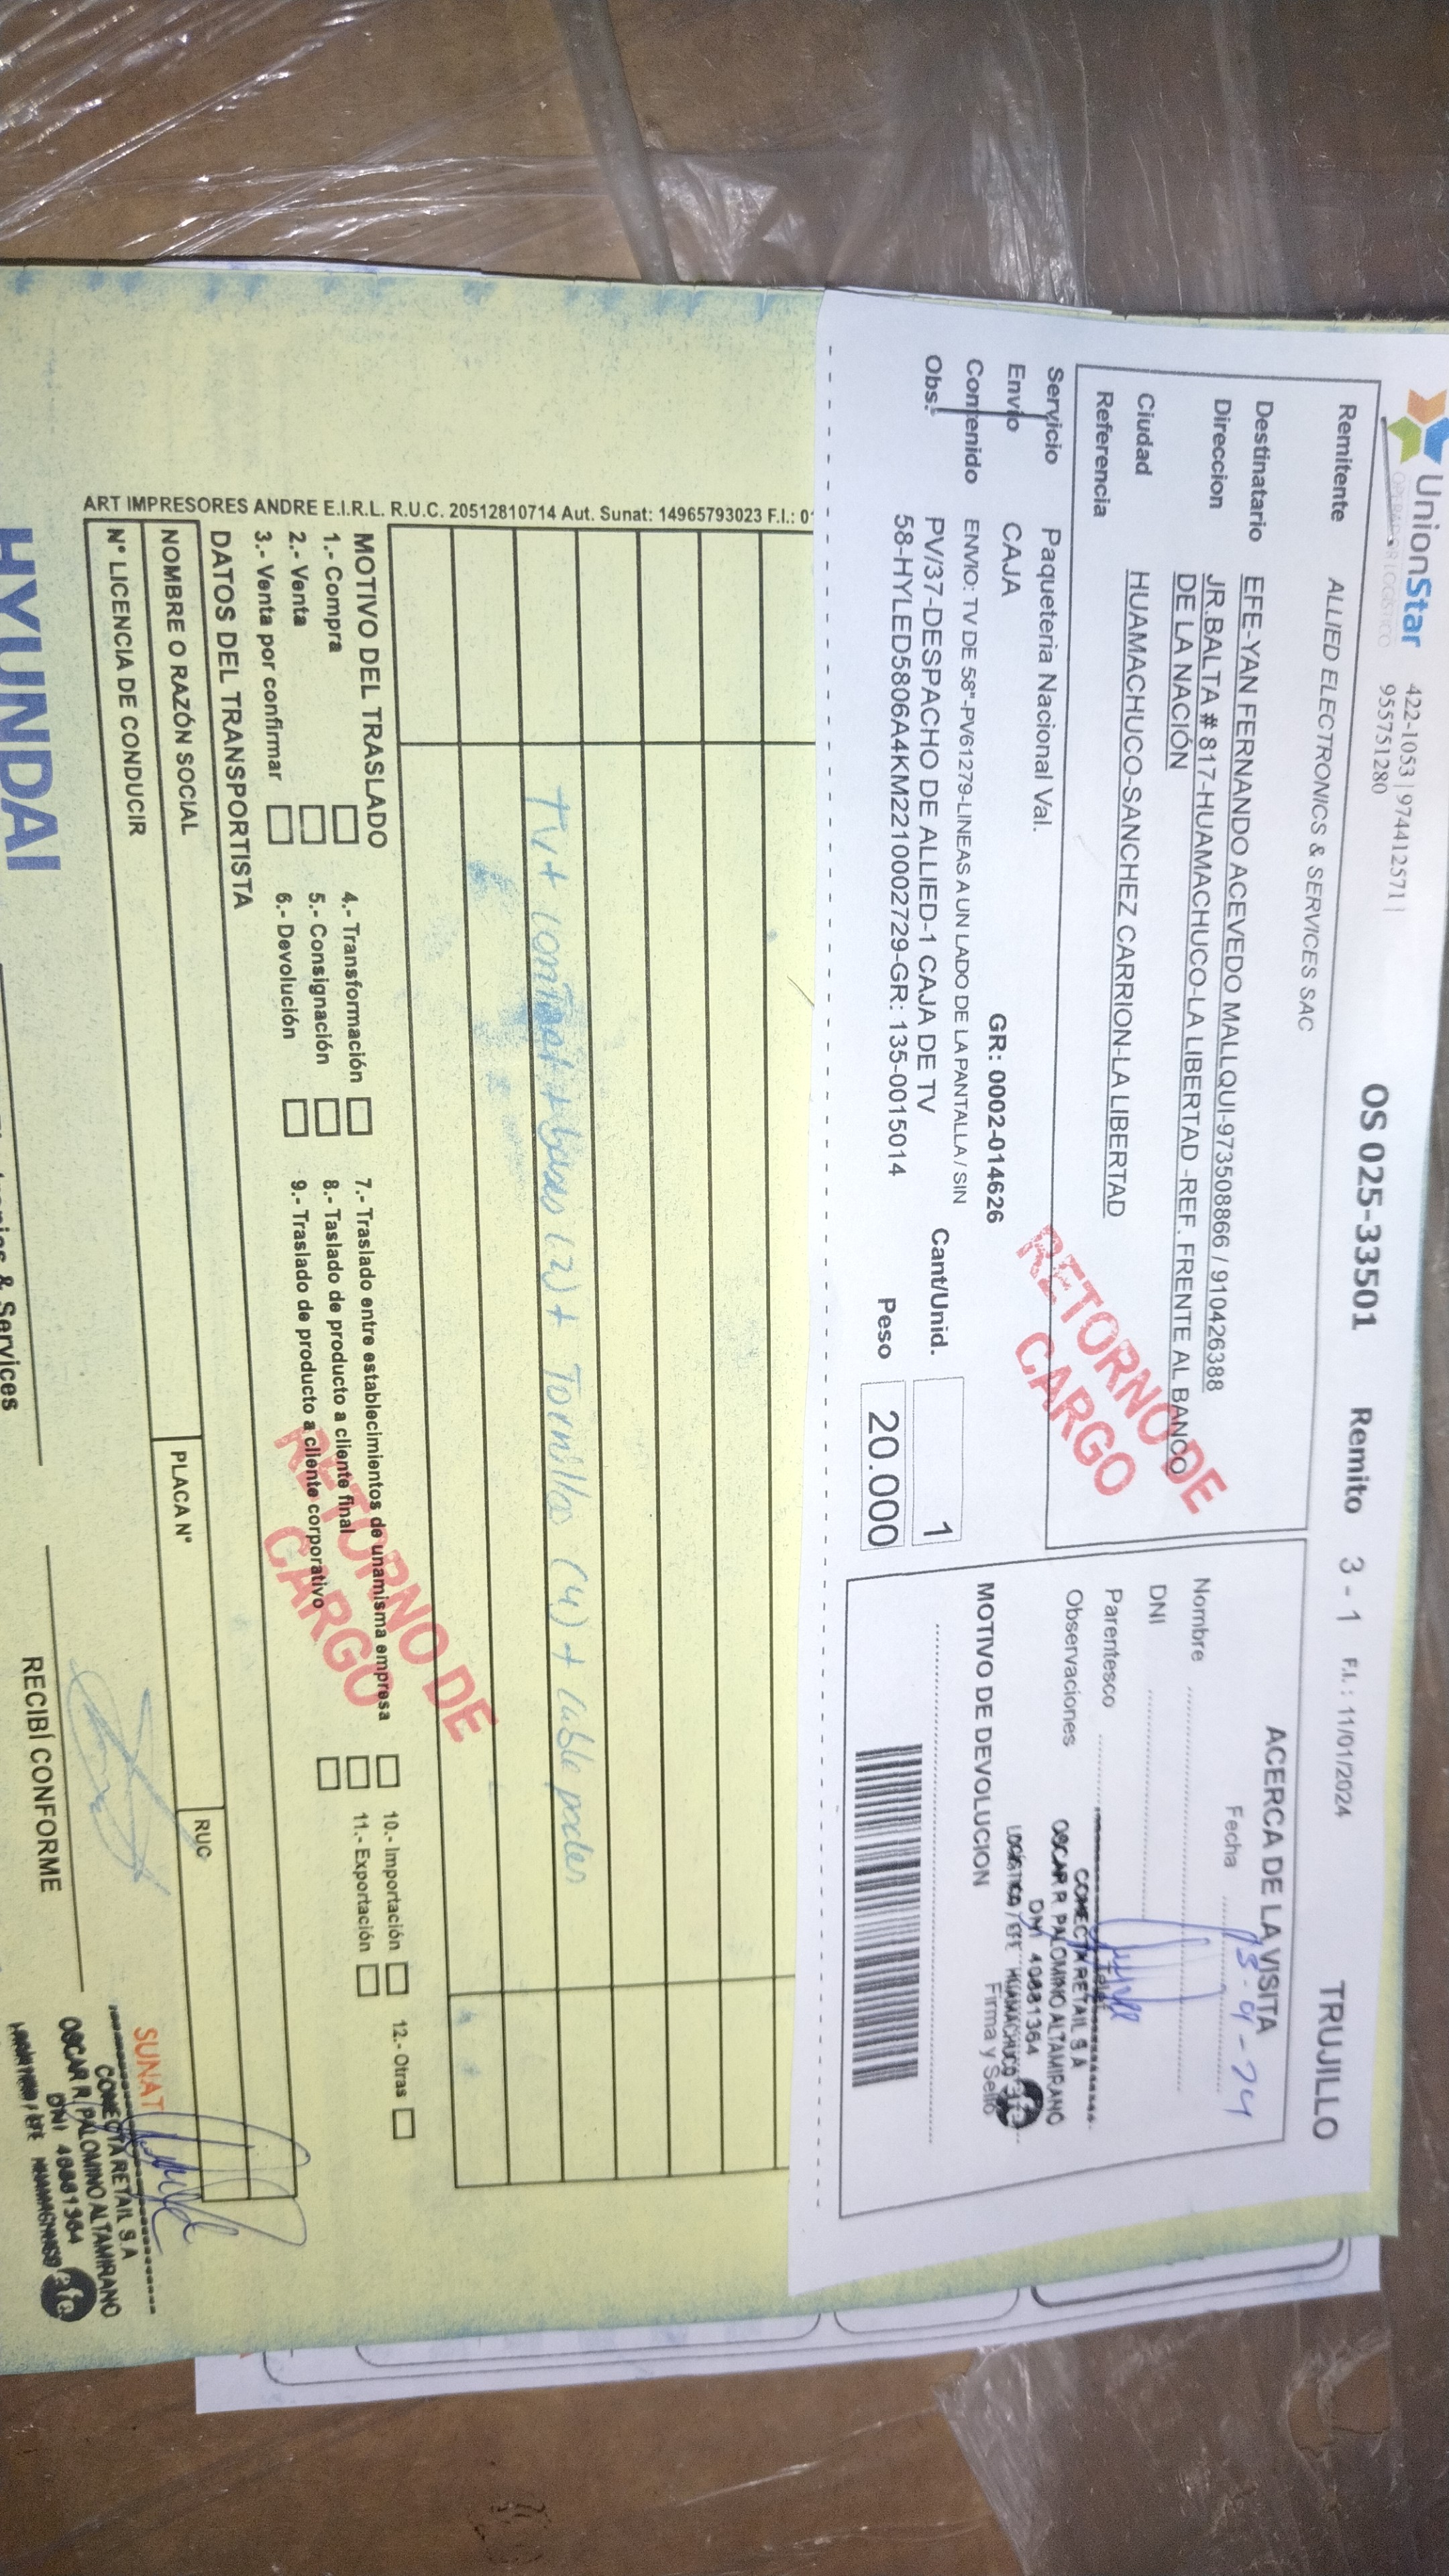 UnionStar
OPERADOR LOGISTICO
422-1053 | 974412571 |
955751280
OS 025-33501 Remito 3 - 1 F.I. : 11/01/2024 TRUJILLO
Remitente ALLIED ELECTRONICS & SERVICES SAC
Destinatario EFE-YAN FERNANDO ACEVEDO MALLQUI-973508866 / 910426388
Direccion JR.BALTA # 817-HUAMACHUCO-LA LIBERTAD -REF. FRENTE AL BANCO
DE LA NACIÓN
Ciudad HUAMACHUCO-SANCHEZ CARRION-LA LIBERTAD
Referencia
RETORNO DE
CARGO
Servicio Paqueteria Nacional Val.
Envio CAJA GR: 0002-014626
Contenido ENVIO: TV DE 58"-PV61279-LINEAS A UN LADO DE LA PANTALLA / SIN
Obs. PV/37-DESPACHO DE ALLIED-1 CAJA DE TV
58-HYLED5806A4KM2210002729-GR: 135-0015014
Cant/Unid. 1
Peso 20.000
ACERCA DE LA VISITA
Fecha
Nombre
DNI
Parentesco
Observaciones
CONECTA RETAIL S A
OSCAR R PALOMINO ALTAMIRANO
DNI 40881364
LOGÍSTICA / EFE HUAMACHUCO
efe
Firma y Sello
MOTIVO DE DEVOLUCION
TV + control + bases (2) + Tornillos (4) + cable poder
ART IMPRESORES ANDRE E.I.R.L. R.U.C. 20512810714 Aut. Sunat: 14965793023 F.I.:
MOTIVO DEL TRASLADO
1.- Compra
2.- Venta
3.- Venta por confirmar
4.- Transformación
5.- Consignación
6.- Devolución
7.- Traslado entre establecimientos de unamisma empresa
8.- Taslado de producto a cliente final
9.- Traslado de producto a cliente corporativo
10.- Importación
11.- Exportación
12.- Otras
RETORNO DE
CARGO
DATOS DEL TRANSPORTISTA
NOMBRE O RAZÓN SOCIAL PLACA N° RUC
N° LICENCIA DE CONDUCIR
HYUNDAI
& Services
RECIBÍ CONFORME
SUNAT
CONECTA RETAIL S.A
OSCAR R PALOMINO ALTAMIRANO
DNI 40881364
efe